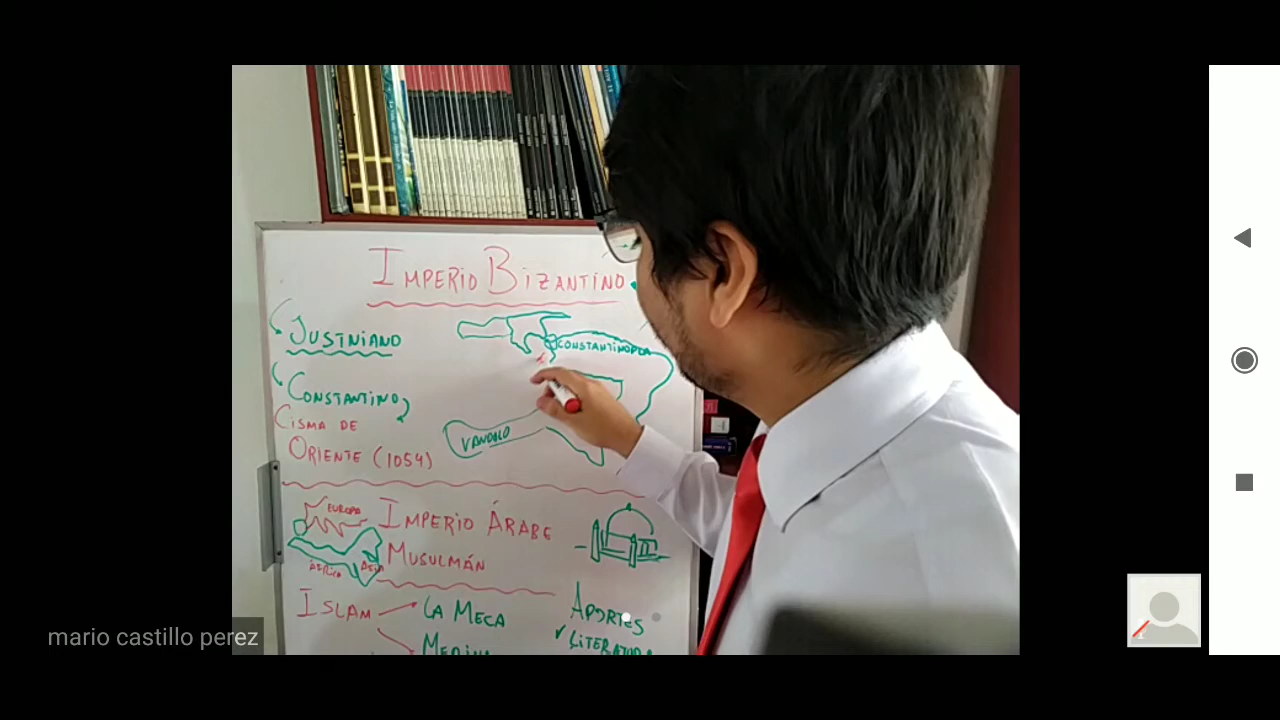 IMPERIO BIZANTINO
JUSTNIANO
CONSTANTINOPLA
CONSTANTINO
CISMA DE
ORIENTE (1054)
VANDALO
EUROPA
IMPERIO ÁRABE
MUSULMÁN
África
Asia
ISLAM
LA MECA
APORTES
MEDINA
mario castillo perez